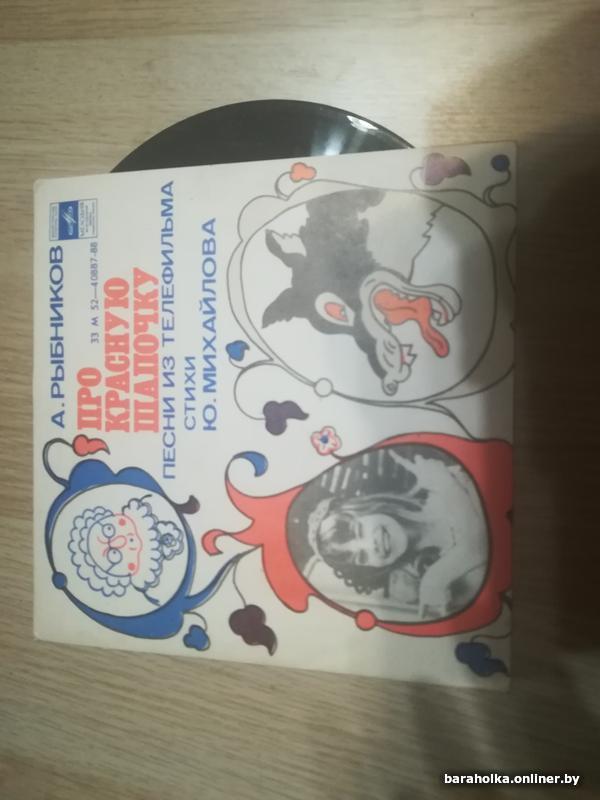 А. РЫБНИКОВ
33 М 52—40887-88
ПРО
КРАСНУЮ
ШАПОЧКУ
ПЕСНИ ИЗ ТЕЛЕФИЛЬМА
СТИХИ
Ю. МИХАЙЛОВА
baraholka.onliner.by